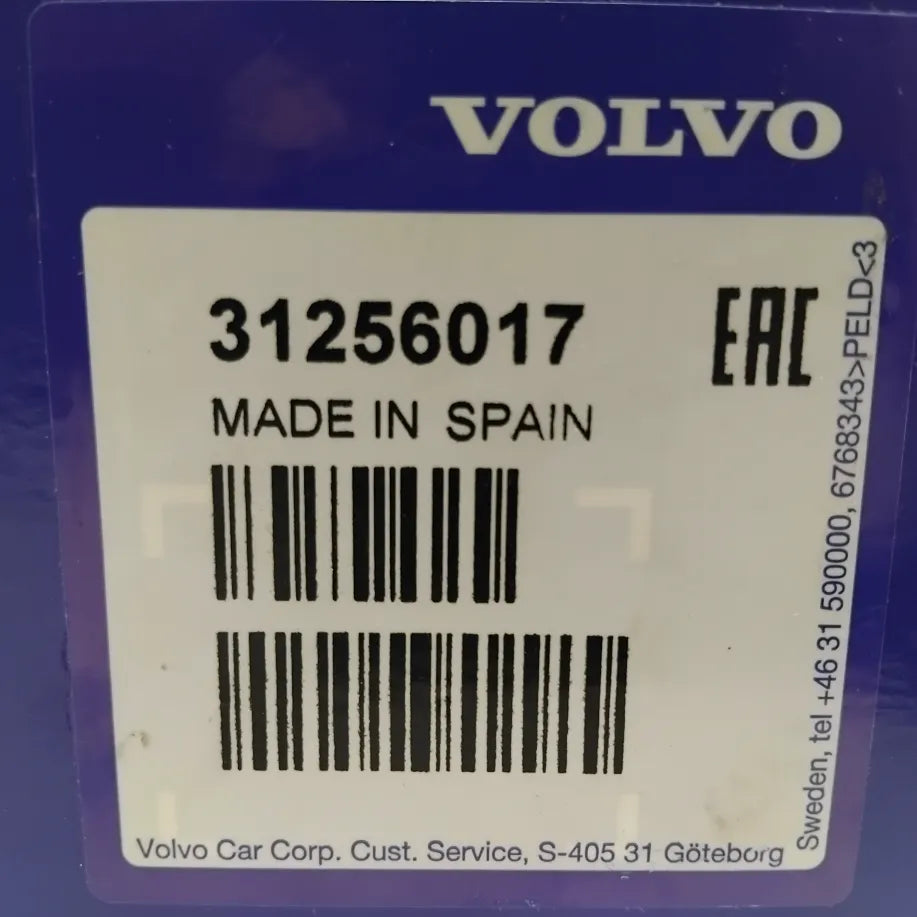 VOLVO
31256017
EAC
MADE IN SPAIN
Volvo Car Corp. Cust. Service, S-405 31 Göteborg
Sweden, tel +46 31 590000, 6768343>PELD<3